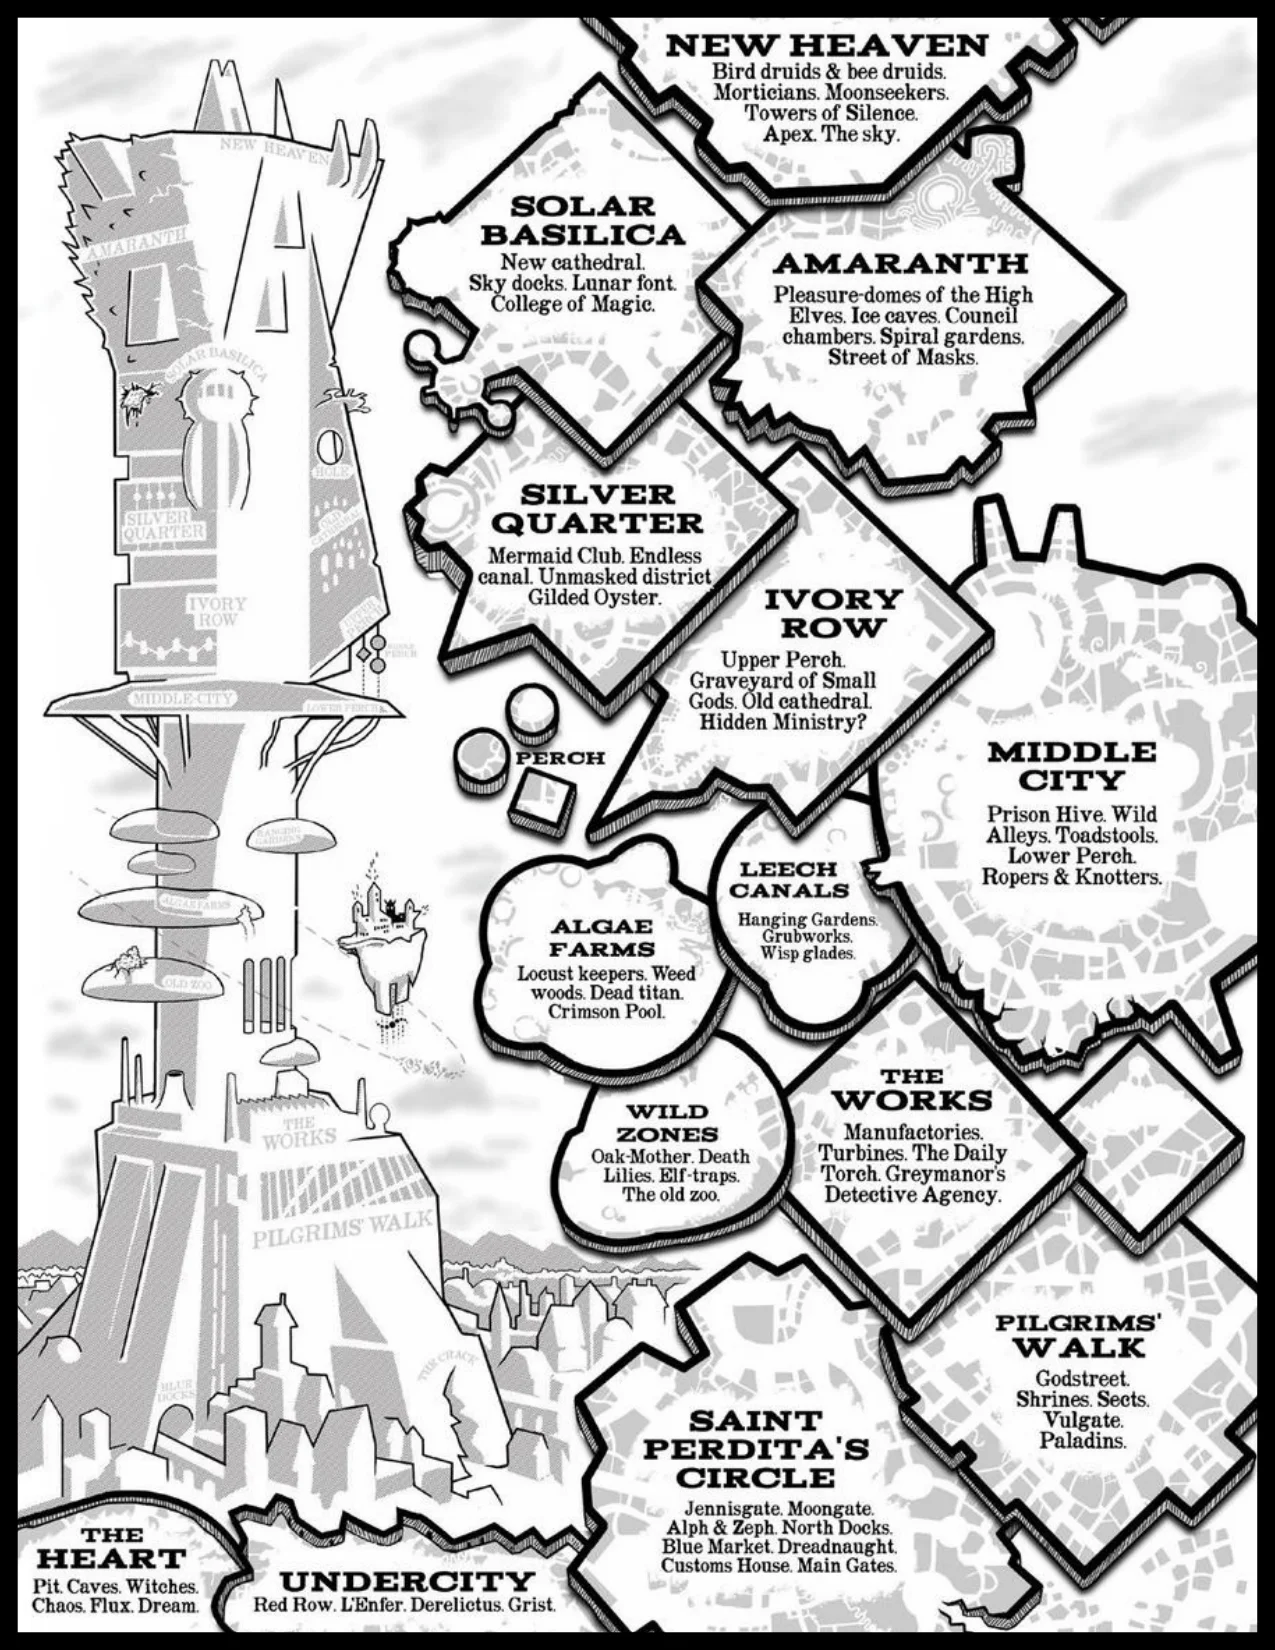 NEW HEAVEN
Bird druids & bee druids.
Morticians. Moonseekers.
Towers of Silence.
Apex. The sky.
SOLAR
BASILICA
New cathedral.
Sky docks. Lunar font.
College of Magic.
AMARANTH
Pleasure-domes of the High
Elves. Ice caves. Council
chambers. Spiral gardens.
Street of Masks.
SILVER
QUARTER
Mermaid Club. Endless
canal. Unmasked district
Gilded Oyster.
IVORY
ROW
Upper Perch.
Graveyard of Small
Gods. Old cathedral.
Hidden Ministry?
PERCH
MIDDLE
CITY
Prison Hive. Wild
Alleys. Toadstools.
Lower Perch.
Ropers & Knotters.
LEECH
CANALS
Hanging Gardens.
Grubworks.
Wisp glades.
ALGAE
FARMS
Locust keepers. Weed
woods. Dead titan.
Crimson Pool.
WILD
ZONES
Oak-Mother. Death
Lilies. Elf-traps.
The old zoo.
THE
WORKS
Manufactories.
Turbines. The Daily
Torch. Greymanor's
Detective Agency.
PILGRIMS'
WALK
Godstreet.
Shrines. Sects.
Vulgate.
Paladins.
SAINT
PERDITA'S
CIRCLE
Jennisgate. Moongate.
Alph & Zeph. North Docks.
Blue Market. Dreadnaught.
Customs House. Main Gates.
THE
HEART
Pit. Caves. Witches.
Chaos. Flux. Dream.
UNDERCITY
Red Row. L'Enfer. Derelictus. Grist.
NEW HEAVEN
AMARANTH
SOLAR BASILICA
HOLE
SILVER
QUARTER
OLD
CATHEDRAL
IVORY
ROW
UPPER
PERCH
MIDDLE-CITY
LOWER PERCH
HANGING
GARDENS
ALGAE FARMS
OLD ZOO
THE
WORKS
PILGRIMS' WALK
THE CRACK
BLUE
DOCKS